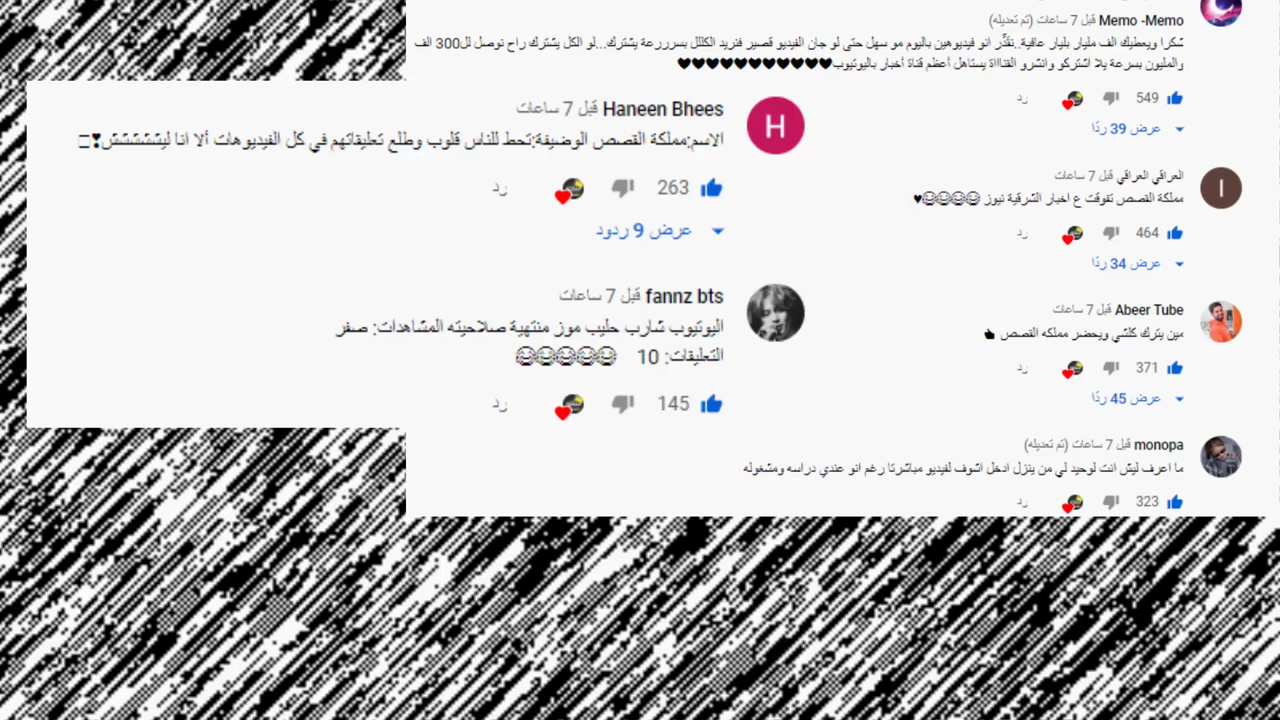 Memo -Memo قبل 7 ساعات (تم تعديله)
شكرا ويعطيك الف مليار بليار عافية..نقدٌّر انو فيديوهين باليوم مو سهل حتى لو جان الفيديو قصير فنريد الكللل بسرررعة يشترك...لو الكل يشترك راح نوصل لل300 الف
والمليون بسرعة يلا اشتركو وانشرو القناااة يستاهل أعظم قناة أخبار باليوتيوب♥♥♥♥♥♥♥♥♥♥♥♥
549 رد
عرض 39 ردًا
العراقي العراقي قبل 7 ساعات
مملكة القصص تفوقت ع اخبار الشرقية نيوز 😂😂😂😂♥
464 رد
عرض 34 ردًا
Abeer Tube قبل 7 ساعات
مين يترك كلشي ويحضر مملكه القصص 👆
371 رد
عرض 45 ردًا
monopa قبل 7 ساعات (تم تعديله)
ما اعرف ليش انت لوحيد لي من ينزل ادخل اشوف لفيديو مباشرتا رغم انو عندي دراسه ومشغوله
323 رد
Haneen Bhees قبل 7 ساعات
الاسم:مملكة القصص الوضيفة:تحط للناس قلوب وطلع تعليقاتهم في كل الفيديوهات ألا انا ليششششش❣□
263 رد
عرض 9 ردود
fannz bts قبل 7 ساعات
اليوتيوب شارب حليب موز منتهية صلاحيته المشاهدات: صفر
التعليقات: 10 😂😂😂😂😂
145 رد